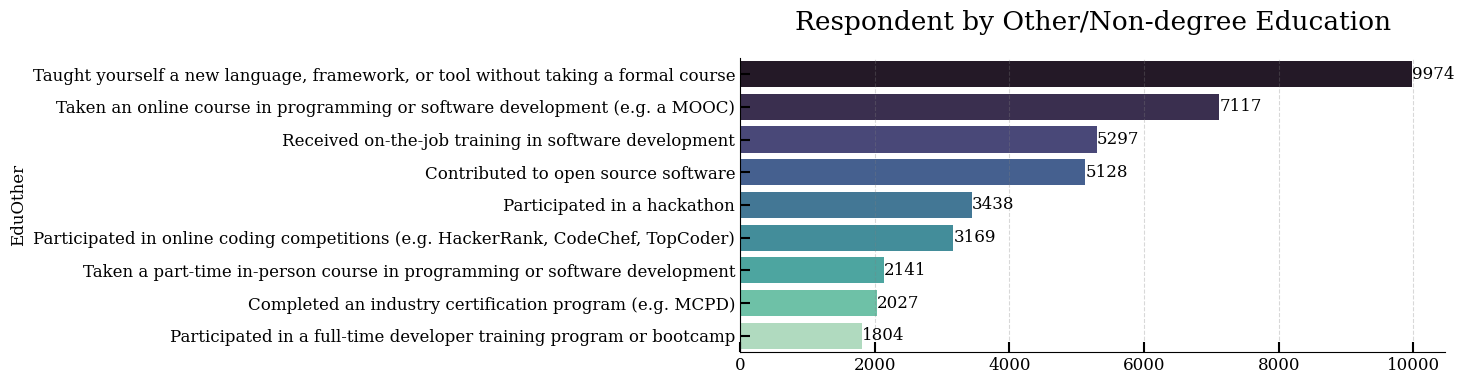 Respondent by Other/Non-degree Education
EduOther
Taught yourself a new language, framework, or tool without taking a formal course 9974
Taken an online course in programming or software development (e.g. a MOOC) 7117
Received on-the-job training in software development 5297
Contributed to open source software 5128
Participated in a hackathon 3438
Participated in online coding competitions (e.g. HackerRank, CodeChef, TopCoder) 3169
Taken a part-time in-person course in programming or software development 2141
Completed an industry certification program (e.g. MCPD) 2027
Participated in a full-time developer training program or bootcamp 1804
0 2000 4000 6000 8000 10000